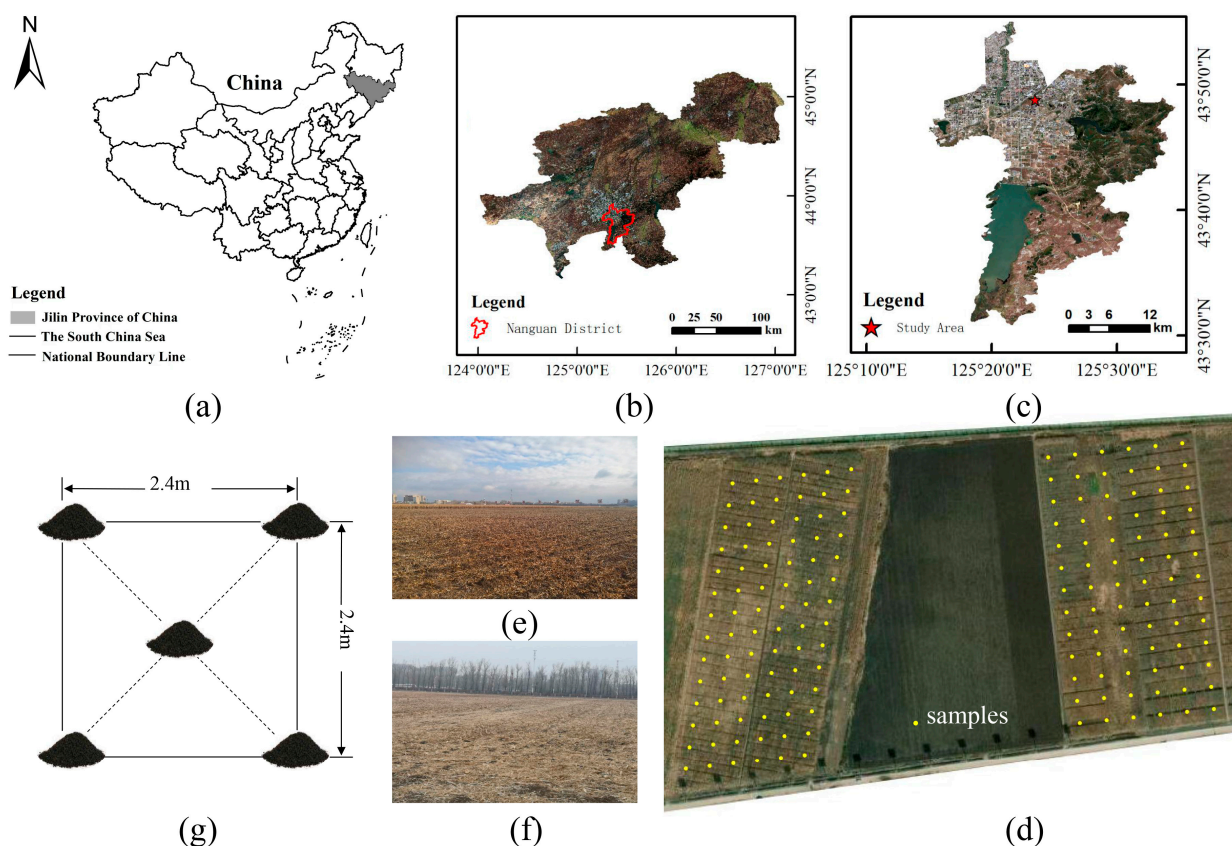 N
China
Legend
Jilin Province of China
The South China Sea
National Boundary Line
(a)
45°0'0"N
44°0'0"N
43°0'0"N
Legend
Nanguan District
0 25 50 100
km
124°0'0"E 125°0'0"E 126°0'0"E 127°0'0"E
(b)
43°50'0"N
43°40'0"N
43°30'0"N
Legend
Study Area
0 3 6 12
km
125°10'0"E 125°20'0"E 125°30'0"E
(c)
2.4m
2.4m
(g)
(e)
(f)
samples
(d)